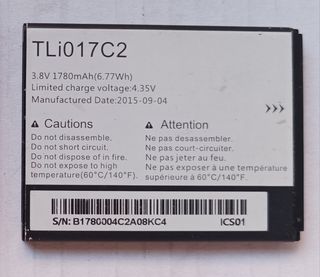 TLi017C2
3.8V 1780mAh(6.77Wh)
Limited charge voltage:4.35V
Manufacturing Date:2015-09-04
>>>
Cautions
Do not disassemble.
Do not short circuit.
Do not dispose of in fire.
Do not expose to high
temperature(60°C/140°F).
Attention
Ne pas désassembler.
Ne pas court-circuiter.
Ne pas jeter au feu.
Ne pas exposer à une température
supérieure à 60°C/140°F.
S/N: B1780004C2A08KC4
ICS01